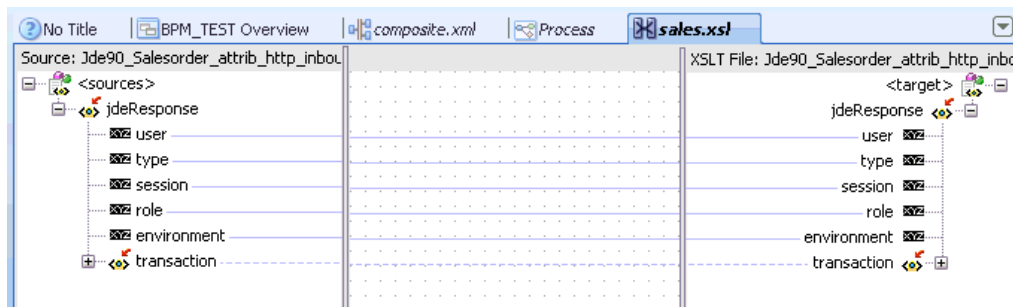 No Title BPM_TEST Overview composite.xml Process sales.xsl
Source: Jde90_Salesorder_attrib_http_inbou XSLT File: Jde90_Salesorder_attrib_http_inbo
<sources> <target>
jdeResponse jdeResponse
user user
type type
session session
role role
environment environment
transaction transaction